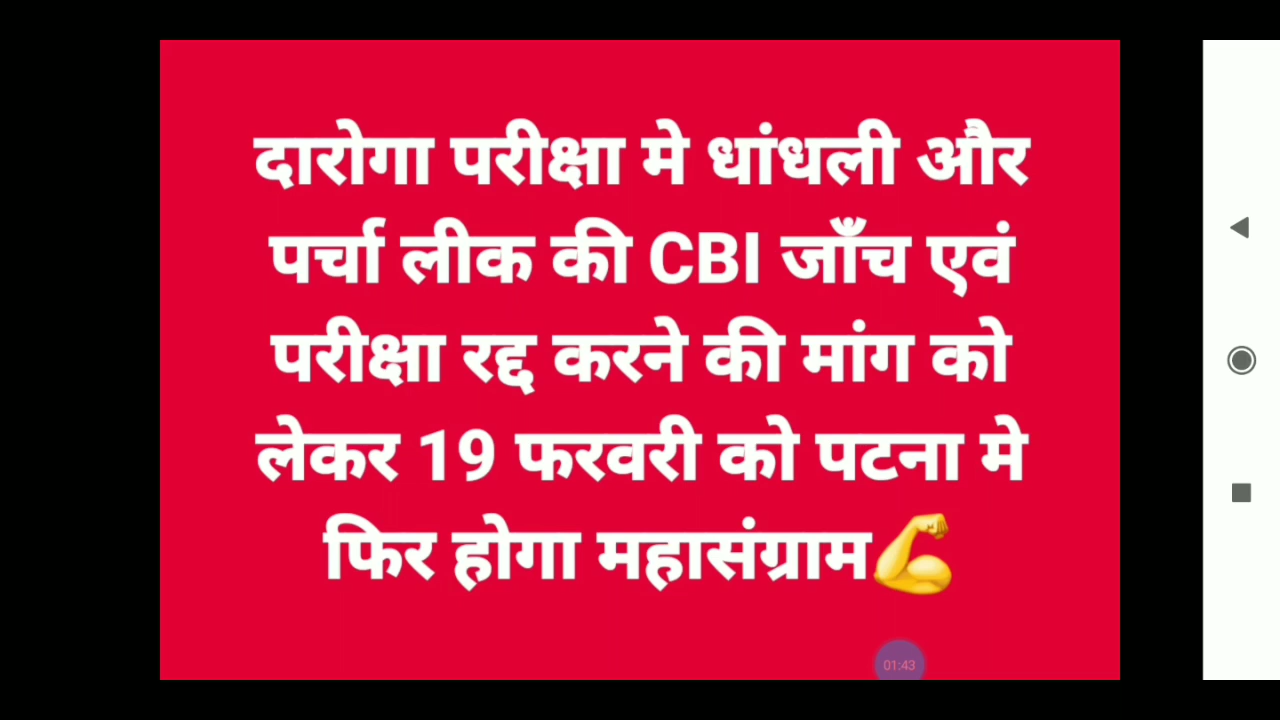 दारोगा परीक्षा मे धांधली और
पर्चा लीक की CBI जाँच एवं
परीक्षा रद्द करने की मांग को
लेकर 19 फरवरी को पटना मे
फिर होगा महासंग्राम💪
01:43